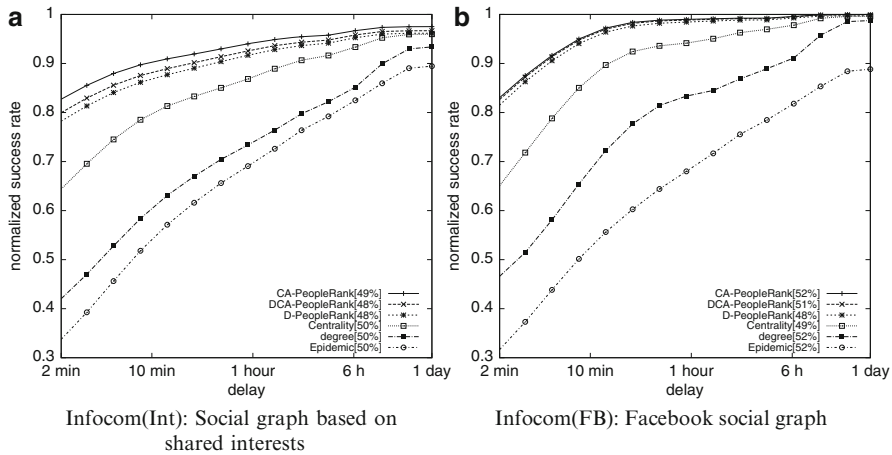 a
normalized success rate
1
0.9
0.8
0.7
0.6
0.5
0.4
0.3
CA-PeopleRank[49%]
DCA-PeopleRank[48%]
D-PeopleRank[48%]
Centrality[50%]
degree[50%]
Epidemic[50%]
2 min 10 min 1 hour 6 h 1 day
delay
Infocom(Int): Social graph based on
shared interests
b
normalized success rate
1
0.9
0.8
0.7
0.6
0.5
0.4
0.3
CA-PeopleRank[52%]
DCA-PeopleRank[51%]
D-PeopleRank[48%]
Centrality[49%]
degree[52%]
Epidemic[52%]
2 min 10 min 1 hour 6 h 1 day
delay
Infocom(FB): Facebook social graph